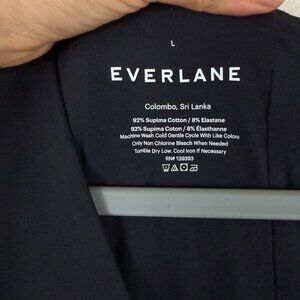 L
EVERLANE
Colombo, Sri Lanka
92% Supima Cotton / 8% Elastane
92% Supima Coton / 8% Élasthanne
Machine Wash Cold Gentle Cycle With Like Colors
Only Non Chlorine Bleach When Needed
Tumble Dry Low. Cool Iron If Necessary
RN# 139393